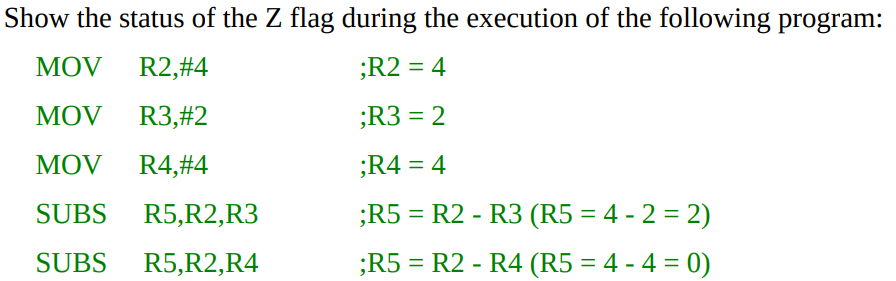 Show the status of the Z flag during the execution of the following program:
MOV R2,#4 ;R2 = 4
MOV R3,#2 ;R3 = 2
MOV R4,#4 ;R4 = 4
SUBS R5,R2,R3 ;R5 = R2 - R3 (R5 = 4 - 2 = 2)
SUBS R5,R2,R4 ;R5 = R2 - R4 (R5 = 4 - 4 = 0)